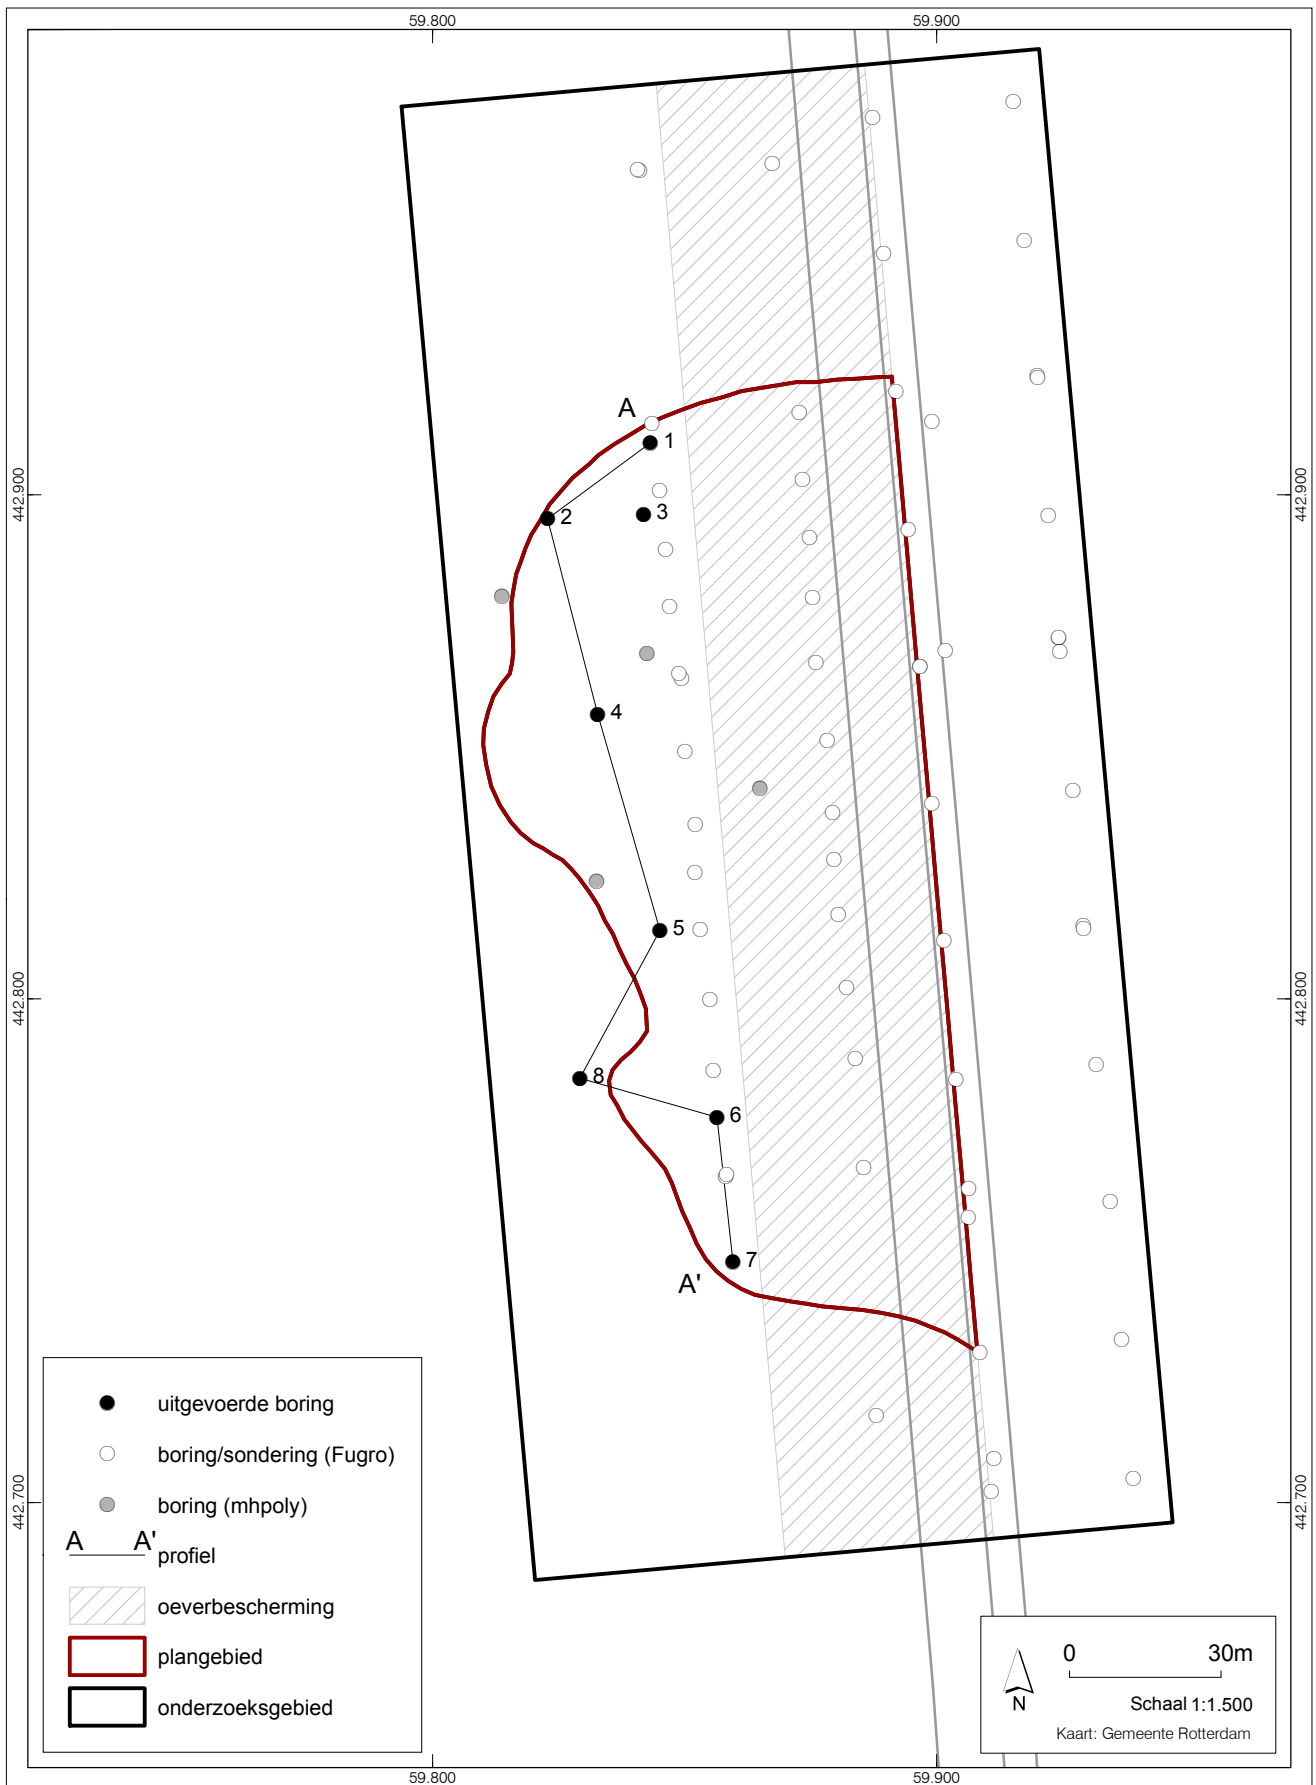 59.800
59.900
A
1
442.900
442.900
3
2
4
5
442.800
442.800
8
6
7
A'
uitgevoerde boring
boring/sondering (Fugro)
boring (mhpoly)
442.700
442.700
A A'
profiel
oeverbescherming
plangebied
onderzoeksgebied
0 30m
N
Schaal 1:1.500
Kaart: Gemeente Rotterdam
59.800
59.900